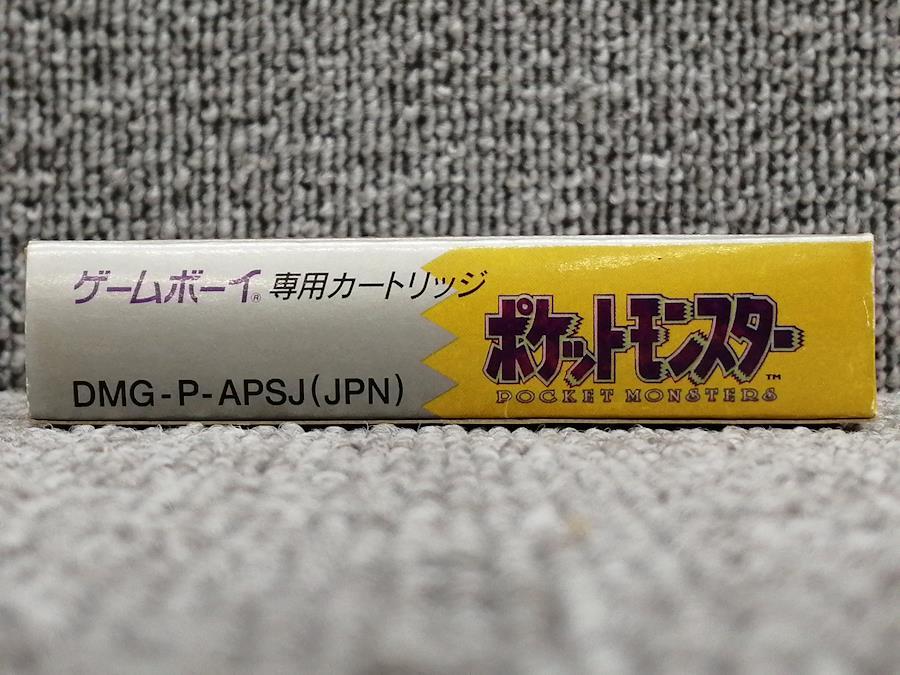 ゲームボーイ® 専用カートリッジ
DMG-P-APSJ(JPN)
ポケットモンスター™
POCKET MONSTERS